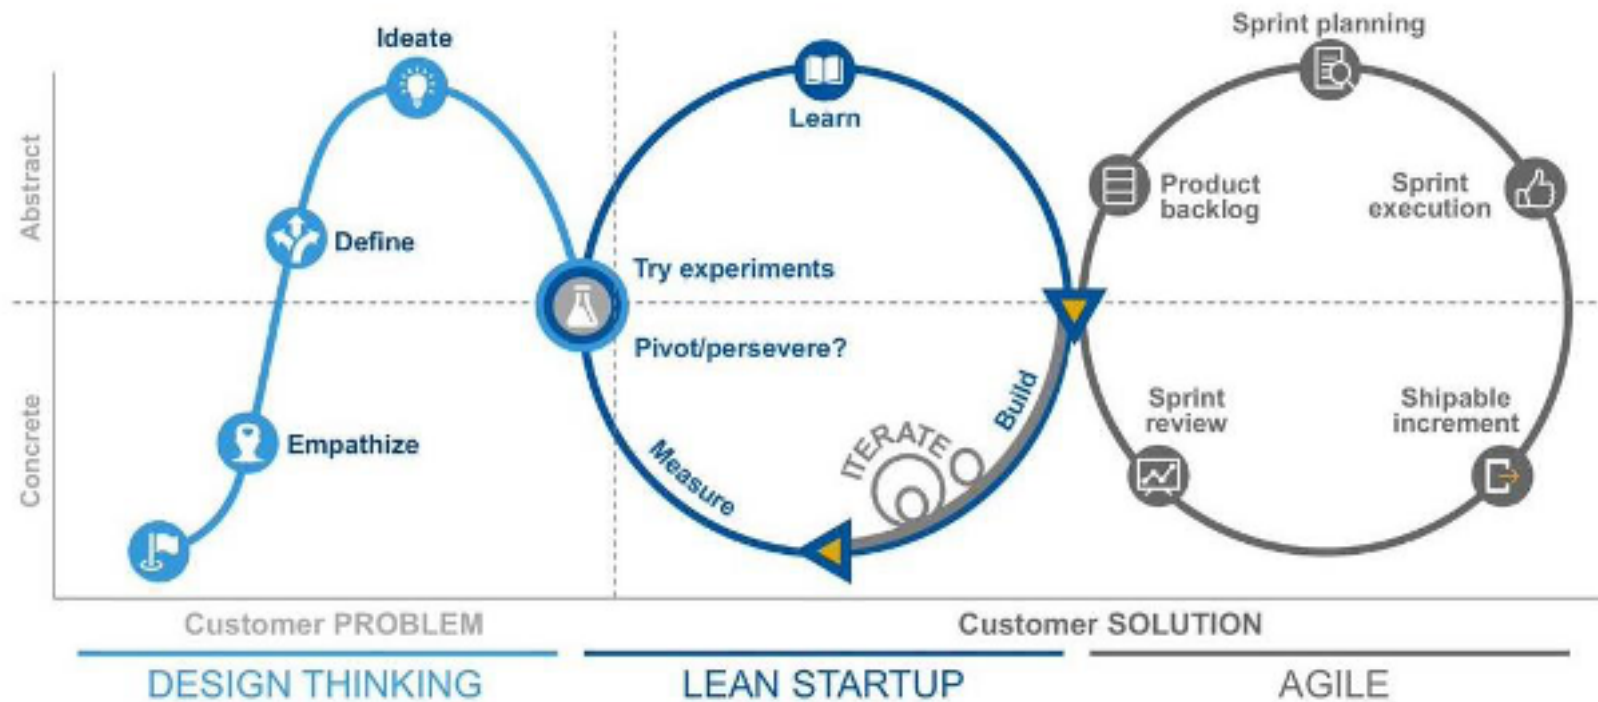 Ideate
Define
Empathize
Abstract
Concrete
Learn
Try experiments
Pivot/persevere?
Measure
ITERATE
Build
Sprint planning
Product
backlog
Sprint
execution
Sprint
review
Shipable
increment
Customer PROBLEM
Customer SOLUTION
DESIGN THINKING
LEAN STARTUP
AGILE